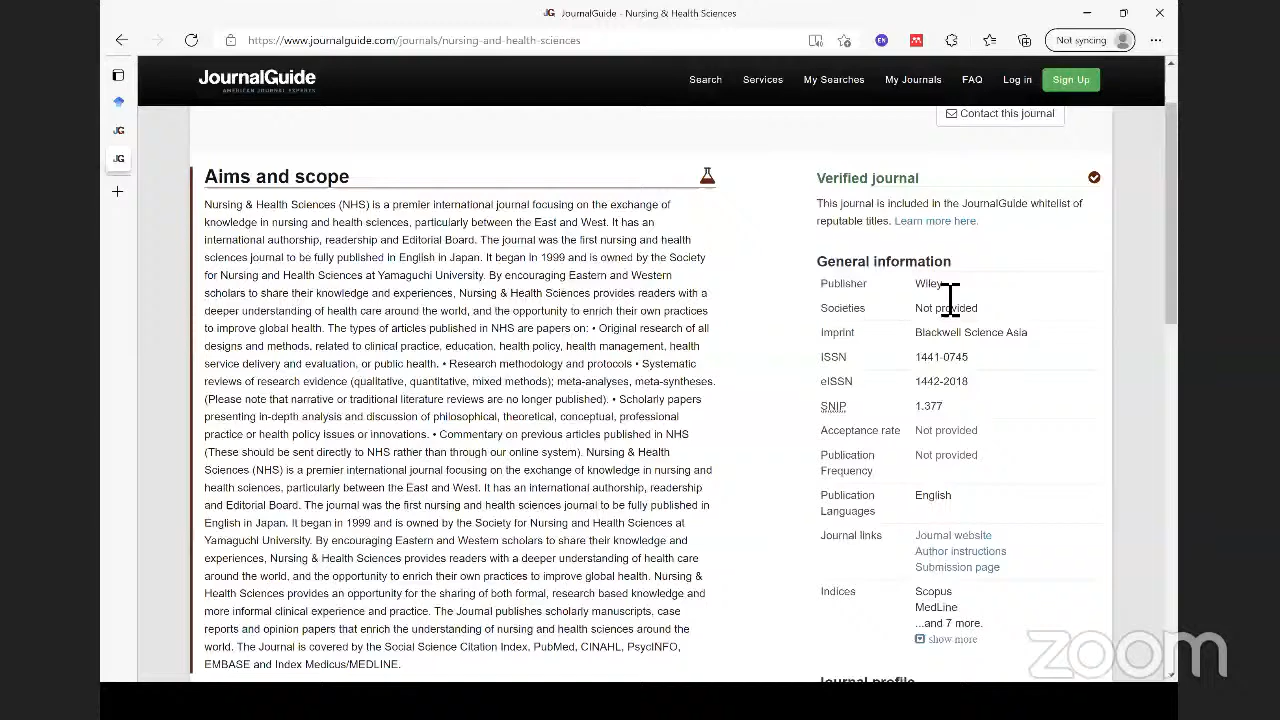 JG JournalGuide - Nursing & Health Sciences
https://www.journalguide.com/journals/nursing-and-health-sciences
Not syncing
JournalGuide
AMERICAN JOURNAL EXPERTS
Search Services My Searches My Journals FAQ Log in Sign Up
JG
JG
Contact this journal
Aims and scope
Nursing & Health Sciences (NHS) is a premier international journal focusing on the exchange of
knowledge in nursing and health sciences, particularly between the East and West. It has an
international authorship, readership and Editorial Board. The journal was the first nursing and health
sciences journal to be fully published in English in Japan. It began in 1999 and is owned by the Society
for Nursing and Health Sciences at Yamaguchi University. By encouraging Eastern and Western
scholars to share their knowledge and experiences, Nursing & Health Sciences provides readers with a
deeper understanding of health care around the world, and the opportunity to enrich their own practices
to improve global health. The types of articles published in NHS are papers on: • Original research of all
designs and methods, related to clinical practice, education, health policy, health management, health
service delivery and evaluation, or public health. • Research methodology and protocols • Systematic
reviews of research evidence (qualitative, quantitative, mixed methods); meta-analyses, meta-syntheses.
(Please note that narrative or traditional literature reviews are no longer published). • Scholarly papers
presenting in-depth analysis and discussion of philosophical, theoretical, conceptual, professional
practice or health policy issues or innovations. • Commentary on previous articles published in NHS
(These should be sent directly to NHS rather than through our online system). Nursing & Health
Sciences (NHS) is a premier international journal focusing on the exchange of knowledge in nursing and
health sciences, particularly between the East and West. It has an international authorship, readership
and Editorial Board. The journal was the first nursing and health sciences journal to be fully published in
English in Japan. It began in 1999 and is owned by the Society for Nursing and Health Sciences at
Yamaguchi University. By encouraging Eastern and Western scholars to share their knowledge and
experiences, Nursing & Health Sciences provides readers with a deeper understanding of health care
around the world, and the opportunity to enrich their own practices to improve global health. Nursing &
Health Sciences provides an opportunity for the sharing of both formal, research based knowledge and
more informal clinical experience and practice. The Journal publishes scholarly manuscripts, case
reports and opinion papers that enrich the understanding of nursing and health sciences around the
world. The Journal is covered by the Social Science Citation Index, PubMed, CINAHL, PsycINFO,
EMBASE and Index Medicus/MEDLINE.
Verified journal
This journal is included in the JournalGuide whitelist of
reputable titles. Learn more here.
General information
Publisher Wiley
Societies Not provided
Imprint Blackwell Science Asia
ISSN 1441-0745
eISSN 1442-2018
SNIP 1.377
Acceptance rate Not provided
Publication Not provided
Frequency
Publication English
Languages
Journal links Journal website
Author instructions
Submission page
Indices Scopus
MedLine
...and 7 more.
show more
Journal profile
zoom